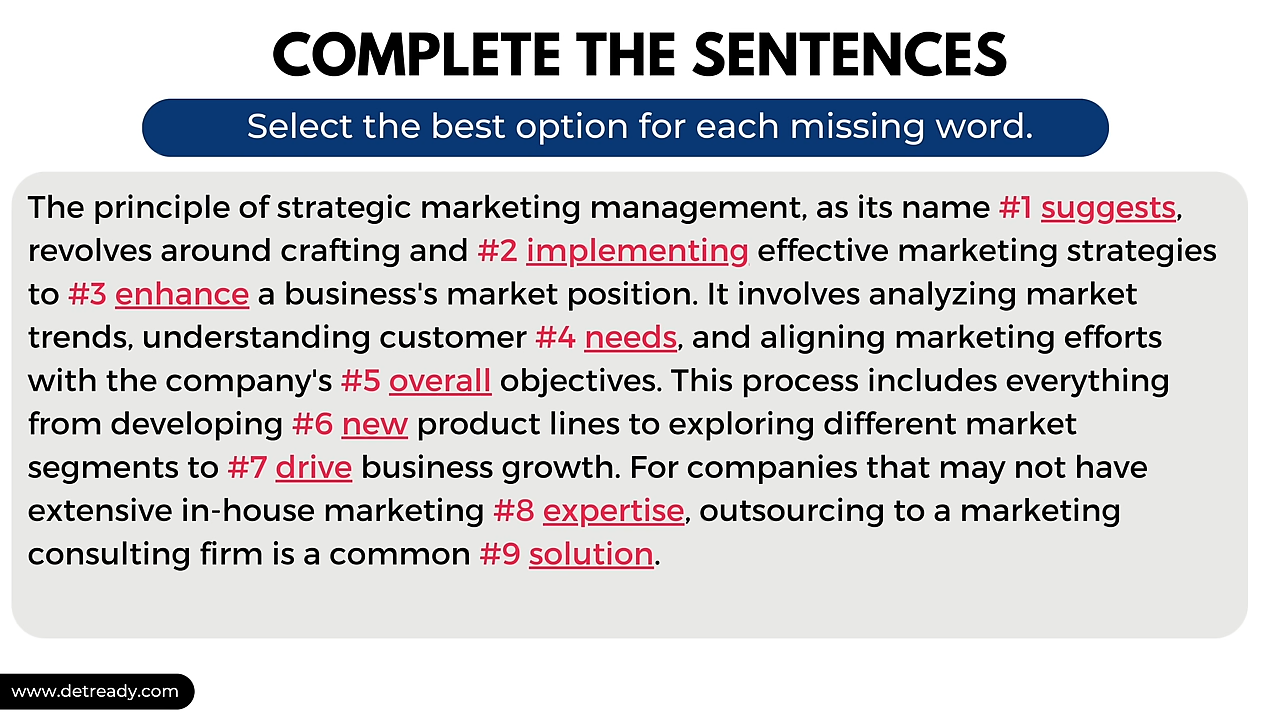 COMPLETE THE SENTENCES
Select the best option for each missing word.
The principle of strategic marketing management, as its name #1 suggests,
revolves around crafting and #2 implementing effective marketing strategies
to #3 enhance a business's market position. It involves analyzing market
trends, understanding customer #4 needs, and aligning marketing efforts
with the company's #5 overall objectives. This process includes everything
from developing #6 new product lines to exploring different market
segments to #7 drive business growth. For companies that may not have
extensive in-house marketing #8 expertise, outsourcing to a marketing
consulting firm is a common #9 solution.
www.detready.com